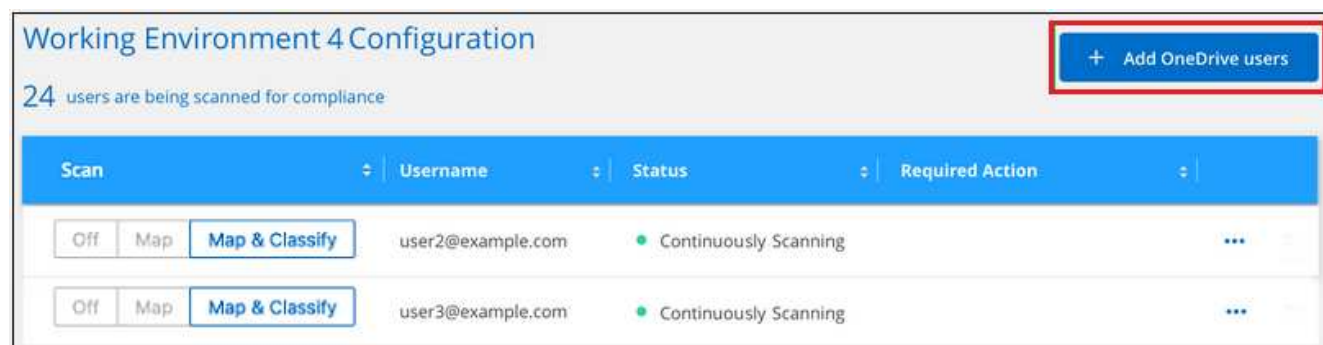 Working Environment 4 Configuration
+ Add OneDrive users
24 users are being scanned for compliance
Scan Username Status Required Action
Off Map Map & Classify user2@example.com Continuously Scanning ...
Off Map Map & Classify user3@example.com Continuously Scanning ...